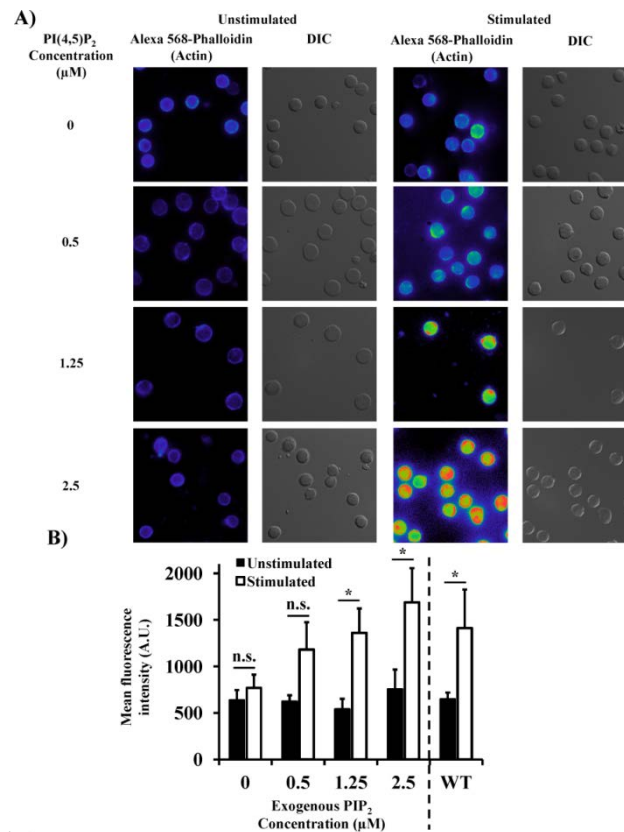 A)
Unstimulated
Stimulated
PI(4,5)P₂
Concentration
(µM)
Alexa 568-Phalloidin
(Actin)
DIC
Alexa 568-Phalloidin
(Actin)
DIC
0
0.5
1.25
2.5
B)
Unstimulated
Stimulated
Mean fluorescence
intensity (A.U.)
2000
1500
1000
500
0
n.s.
n.s.
*
*
*
0 0.5 1.25 2.5 WT
Exogenous PIP₂
Concentration (µM)